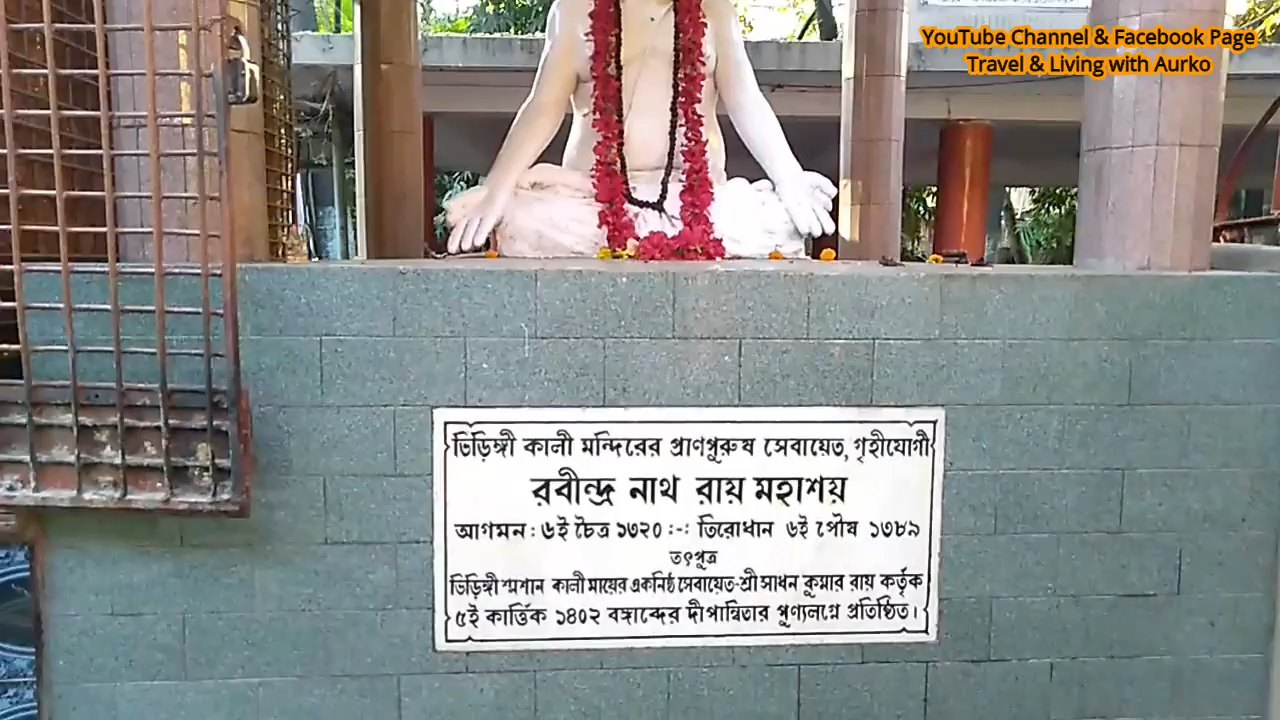 YouTube Channel & Facebook Page
Travel & Living with Aurko
ভিড়িঙ্গী কালী মন্দিরের প্রাণপুরুষ সেবায়েত, গৃহীযোগী
রবীন্দ্র নাথ রায় মহাশয়
আগমন : ৬ই চৈত্র ১৩২০ :-: তিরোধান ৬ই পৌষ ১৩৮৯
তৎপুত্র
ভিড়িঙ্গী শ্মশান কালী মায়ের একনিষ্ঠ সেবায়েত-শ্রী সাধন কুমার রায় কর্তৃক
৫ই কার্ত্তিক ১৪০২ বঙ্গাব্দের দীপান্বিতার পুণ্যলগ্নে প্রতিষ্ঠিত।